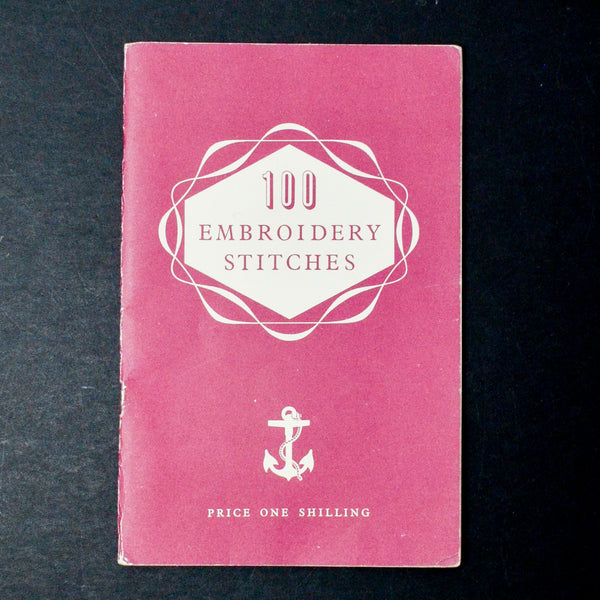 100
EMBROIDERY
STITCHES
PRICE ONE SHILLING